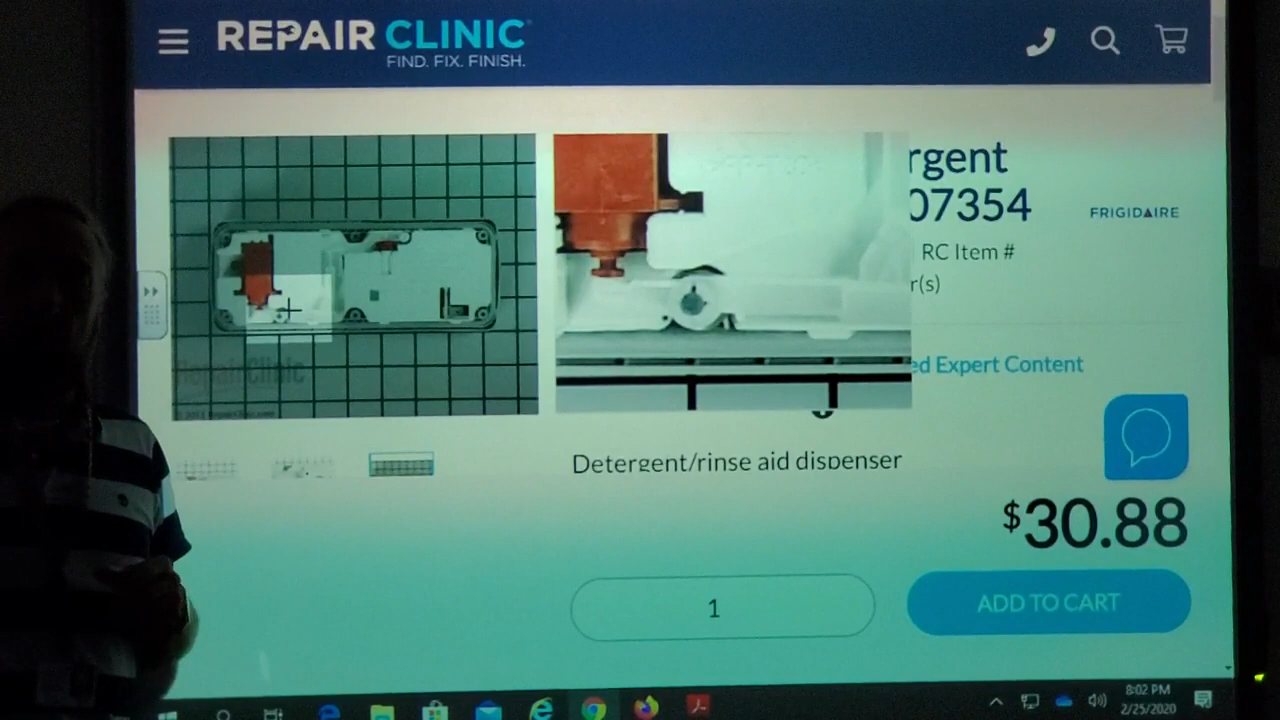 REPAIR CLINIC
FIND. FIX. FINISH.
rgent
07354
FRIGIDAIRE
RC Item #
r(s)
ed Expert Content
RepairClinic
Detergent/rinse aid dispenser
$30.88
1
ADD TO CART
8:02 PM
2/25/2020